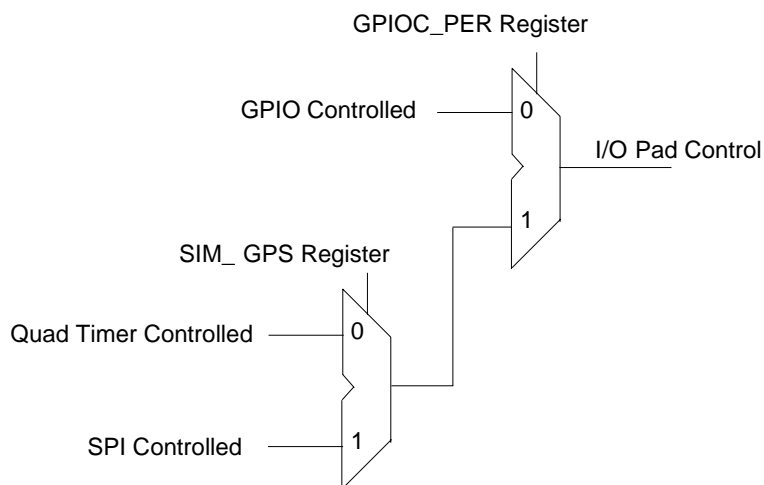 GPIOC_PER Register
GPIO Controlled
0
I/O Pad Control
1
SIM_ GPS Register
Quad Timer Controlled
0
SPI Controlled
1